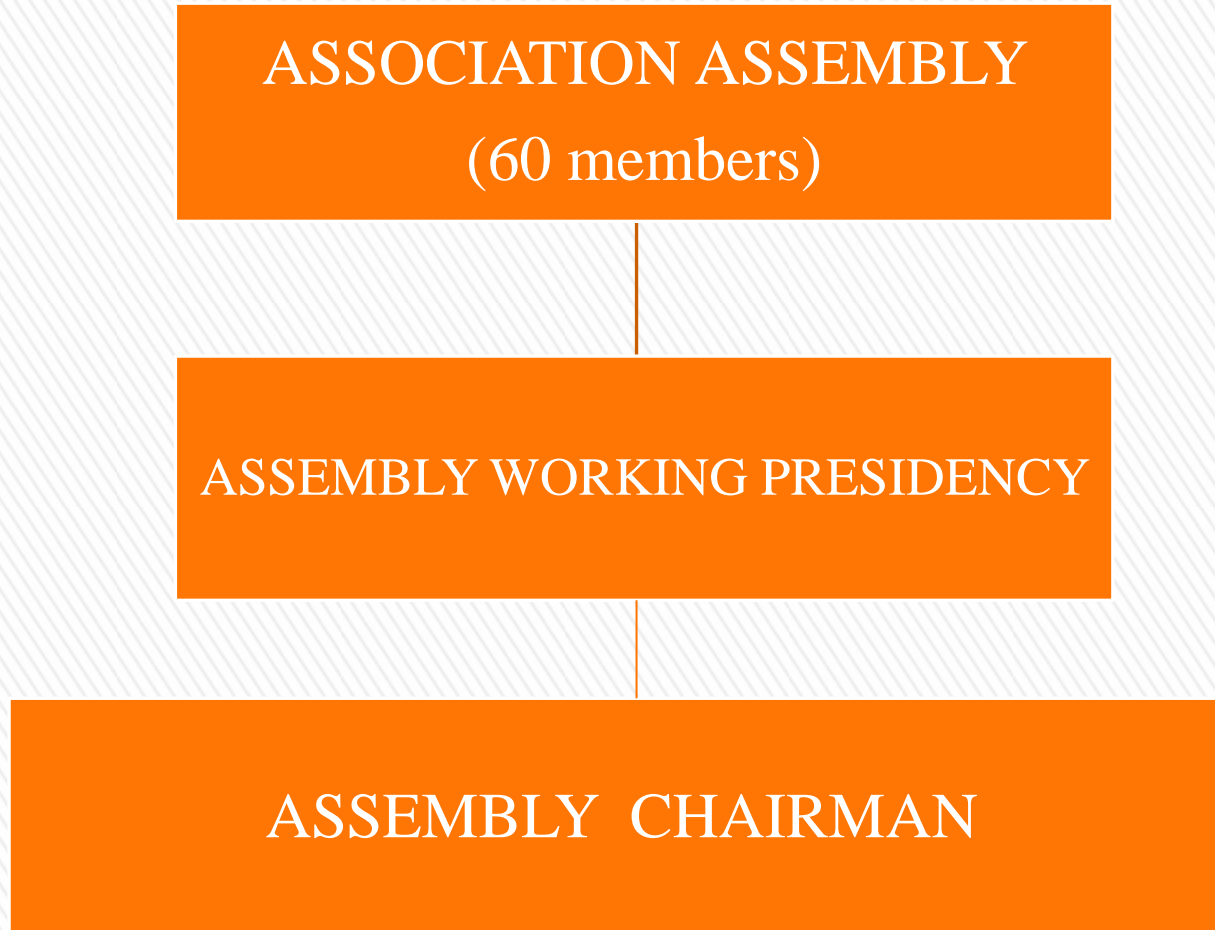 ASSOCIATION ASSEMBLY
(60 members)
ASSEMBLY WORKING PRESIDENCY
ASSEMBLY  CHAIRMAN